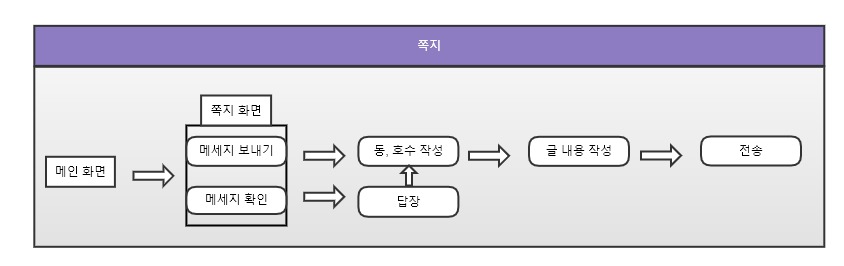 쪽지
쪽지 화면
메인 화면
메세지 보내기
동, 호수 작성
글 내용 작성
전송
메세지 확인
답장